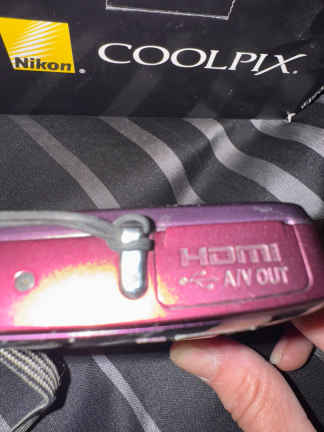 Nikon.
COOLPIX.
HDMI
A/V OUT